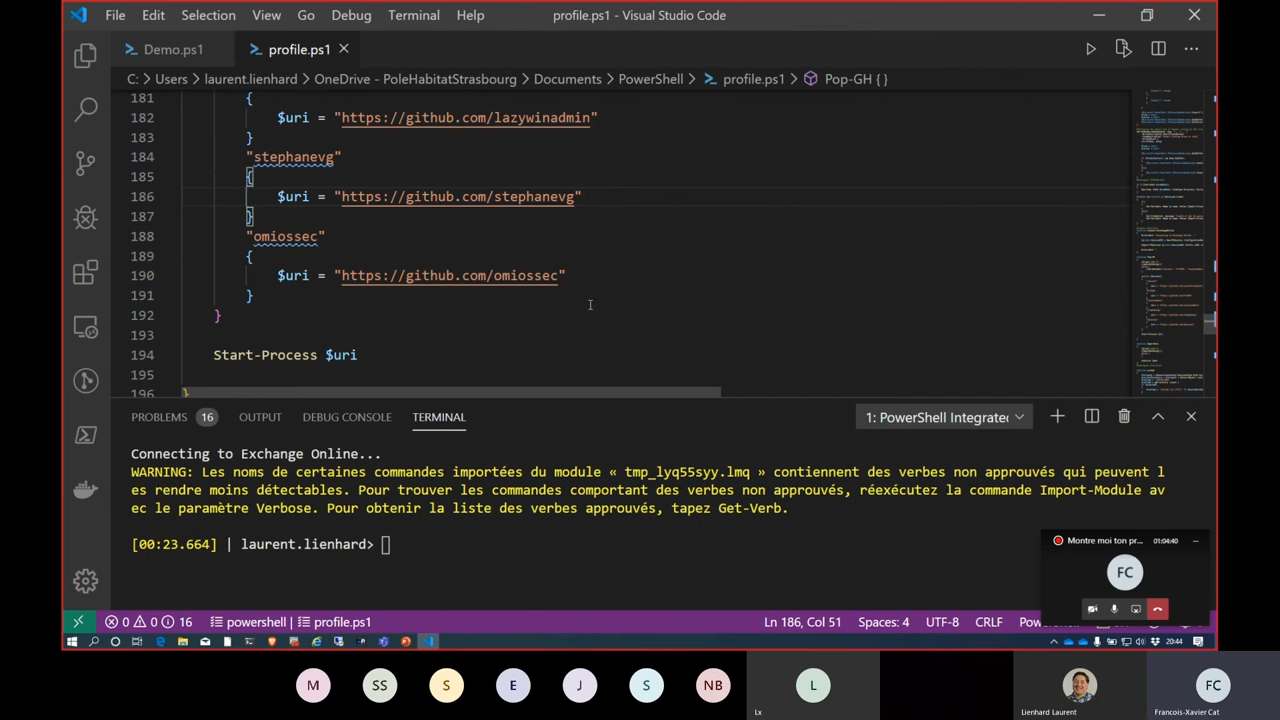 File Edit Selection View Go Debug Terminal Help profile.ps1 - Visual Studio Code
Demo.ps1 profile.ps1
C: > Users > laurent.lienhard > OneDrive - PoleHabitatStrasbourg > Documents > PowerShell > profile.ps1 > Pop-GH { }
181 {
182 $uri = "https://github.com/lazywinadmin"
183 }
184 "stephanevg"
185 {
186 $uri = "https://github.com/stephanevg"
187 }
188 "omiossec"
189 {
190 $uri = "https://github.com/omiossec"
191 }
192 }
193
194 Start-Process $uri
195
196 }
PROBLEMS 16 OUTPUT DEBUG CONSOLE TERMINAL 1: PowerShell Integrate
Connecting to Exchange Online...
WARNING: Les noms de certaines commandes importées du module « tmp_lyq55syy.lmq » contiennent des verbes non approuvés qui peuvent l
es rendre moins détectables. Pour trouver les commandes comportant des verbes non approuvés, réexécutez la commande Import-Module av
ec le paramètre Verbose. Pour obtenir la liste des verbes approuvés, tapez Get-Verb.
[00:23.664] | laurent.lienhard>
Montre moi ton pr... 01:04:40
FC
0 0 16 powershell | profile.ps1 Ln 186, Col 51 Spaces: 4 UTF-8 CRLF
20:44
M SS S E J S NB L FC
Lx Lienhard Laurent Francois-Xavier Cat